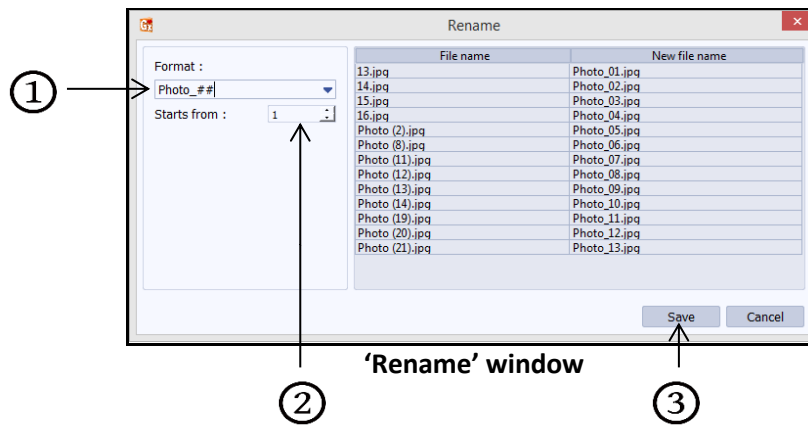 Rename
x
Format :
Photo_##
Starts from :
1
File name New file name
13.jpg Photo_01.jpg
14.jpg Photo_02.jpg
15.jpg Photo_03.jpg
16.jpg Photo_04.jpg
Photo (2).jpg Photo_05.jpg
Photo (8).jpg Photo_06.jpg
Photo (11).jpg Photo_07.jpg
Photo (12).jpg Photo_08.jpg
Photo (13).jpg Photo_09.jpg
Photo (14).jpg Photo_10.jpg
Photo (19).jpg Photo_11.jpg
Photo (20).jpg Photo_12.jpg
Photo (21).jpg Photo_13.jpg
Save Cancel
‘Rename’ window
①
②
③